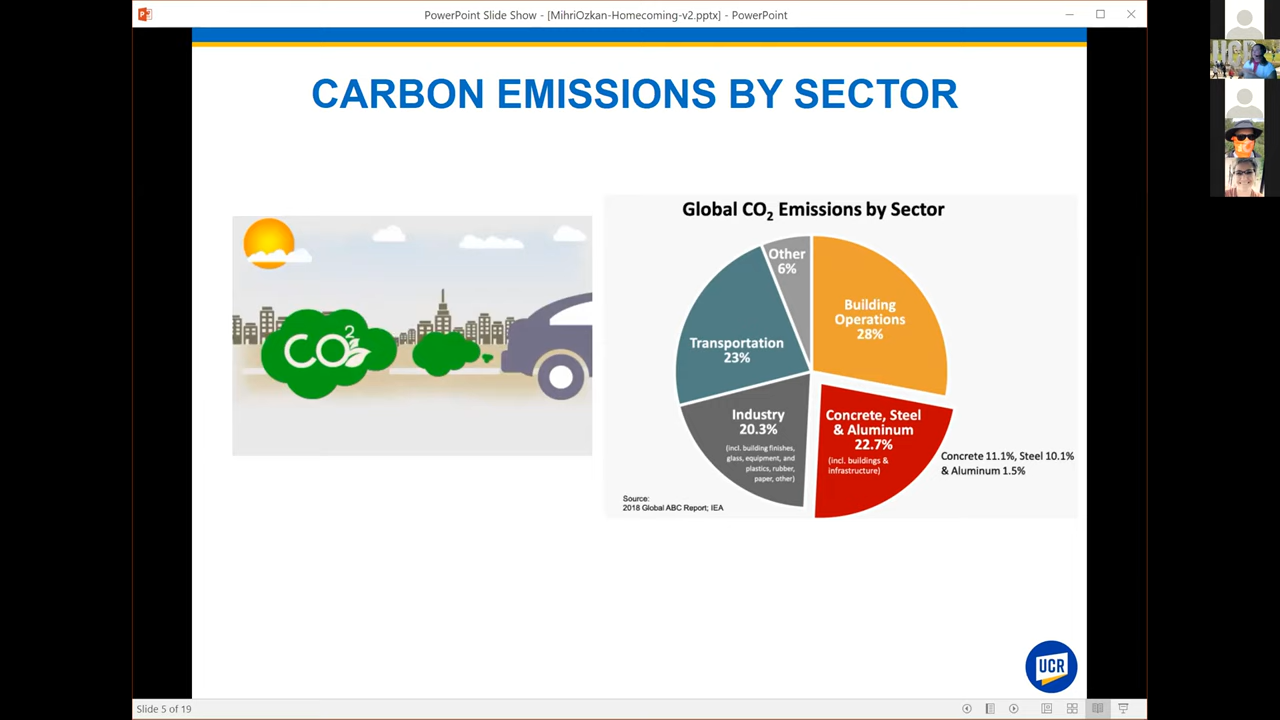 PowerPoint Slide Show - [MihriOzkan-Homecoming-v2.pptx] - PowerPoint
CARBON EMISSIONS BY SECTOR
CO2
Global CO2 Emissions by Sector
Other
6%
Building
Operations
28%
Transportation
23%
Industry
20.3%
(incl. building finishes,
glass, equipment, and
plastics, rubber,
paper, other)
Concrete, Steel
& Aluminum
22.7%
(incl. buildings &
infrastructure)
Concrete 11.1%, Steel 10.1%
& Aluminum 1.5%
Source:
2018 Global ABC Report; IEA
UCR
Slide 5 of 19
UCR